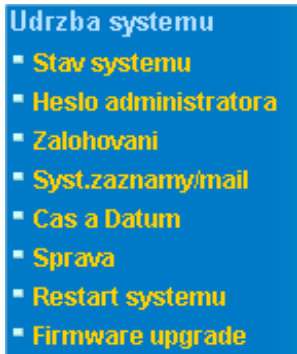 Udrzba systemu
Stav systemu
Heslo administratora
Zalohovani
Syst.zaznamy/mail
Cas a Datum
Sprava
Restart systemu
Firmware upgrade